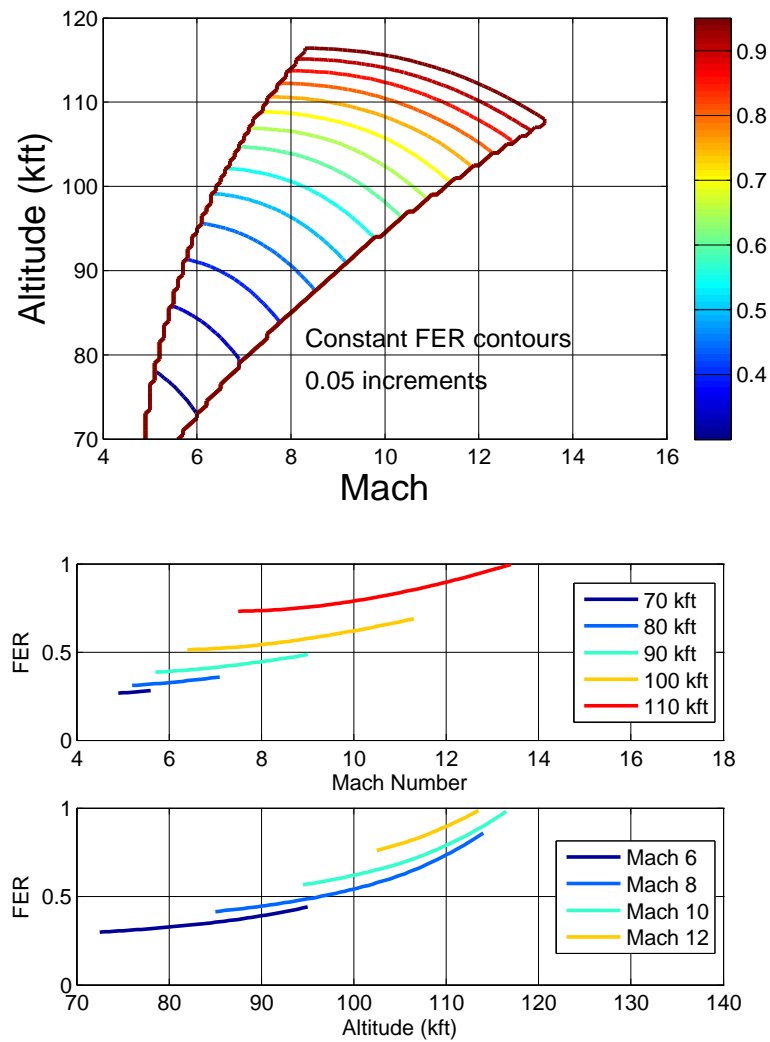 120
110
100
90
80
70
Altitude (kft)
4
6
8
10
12
14
16
Mach
Constant FER contours
0.05 increments
0.9
0.8
0.7
0.6
0.5
0.4
1
0.5
0
FER
4
6
8
10
12
14
16
18
Mach Number
70 kft
80 kft
90 kft
100 kft
110 kft
1
0.5
0
FER
70
80
90
100
110
120
130
140
Altitude (kft)
Mach 6
Mach 8
Mach 10
Mach 12